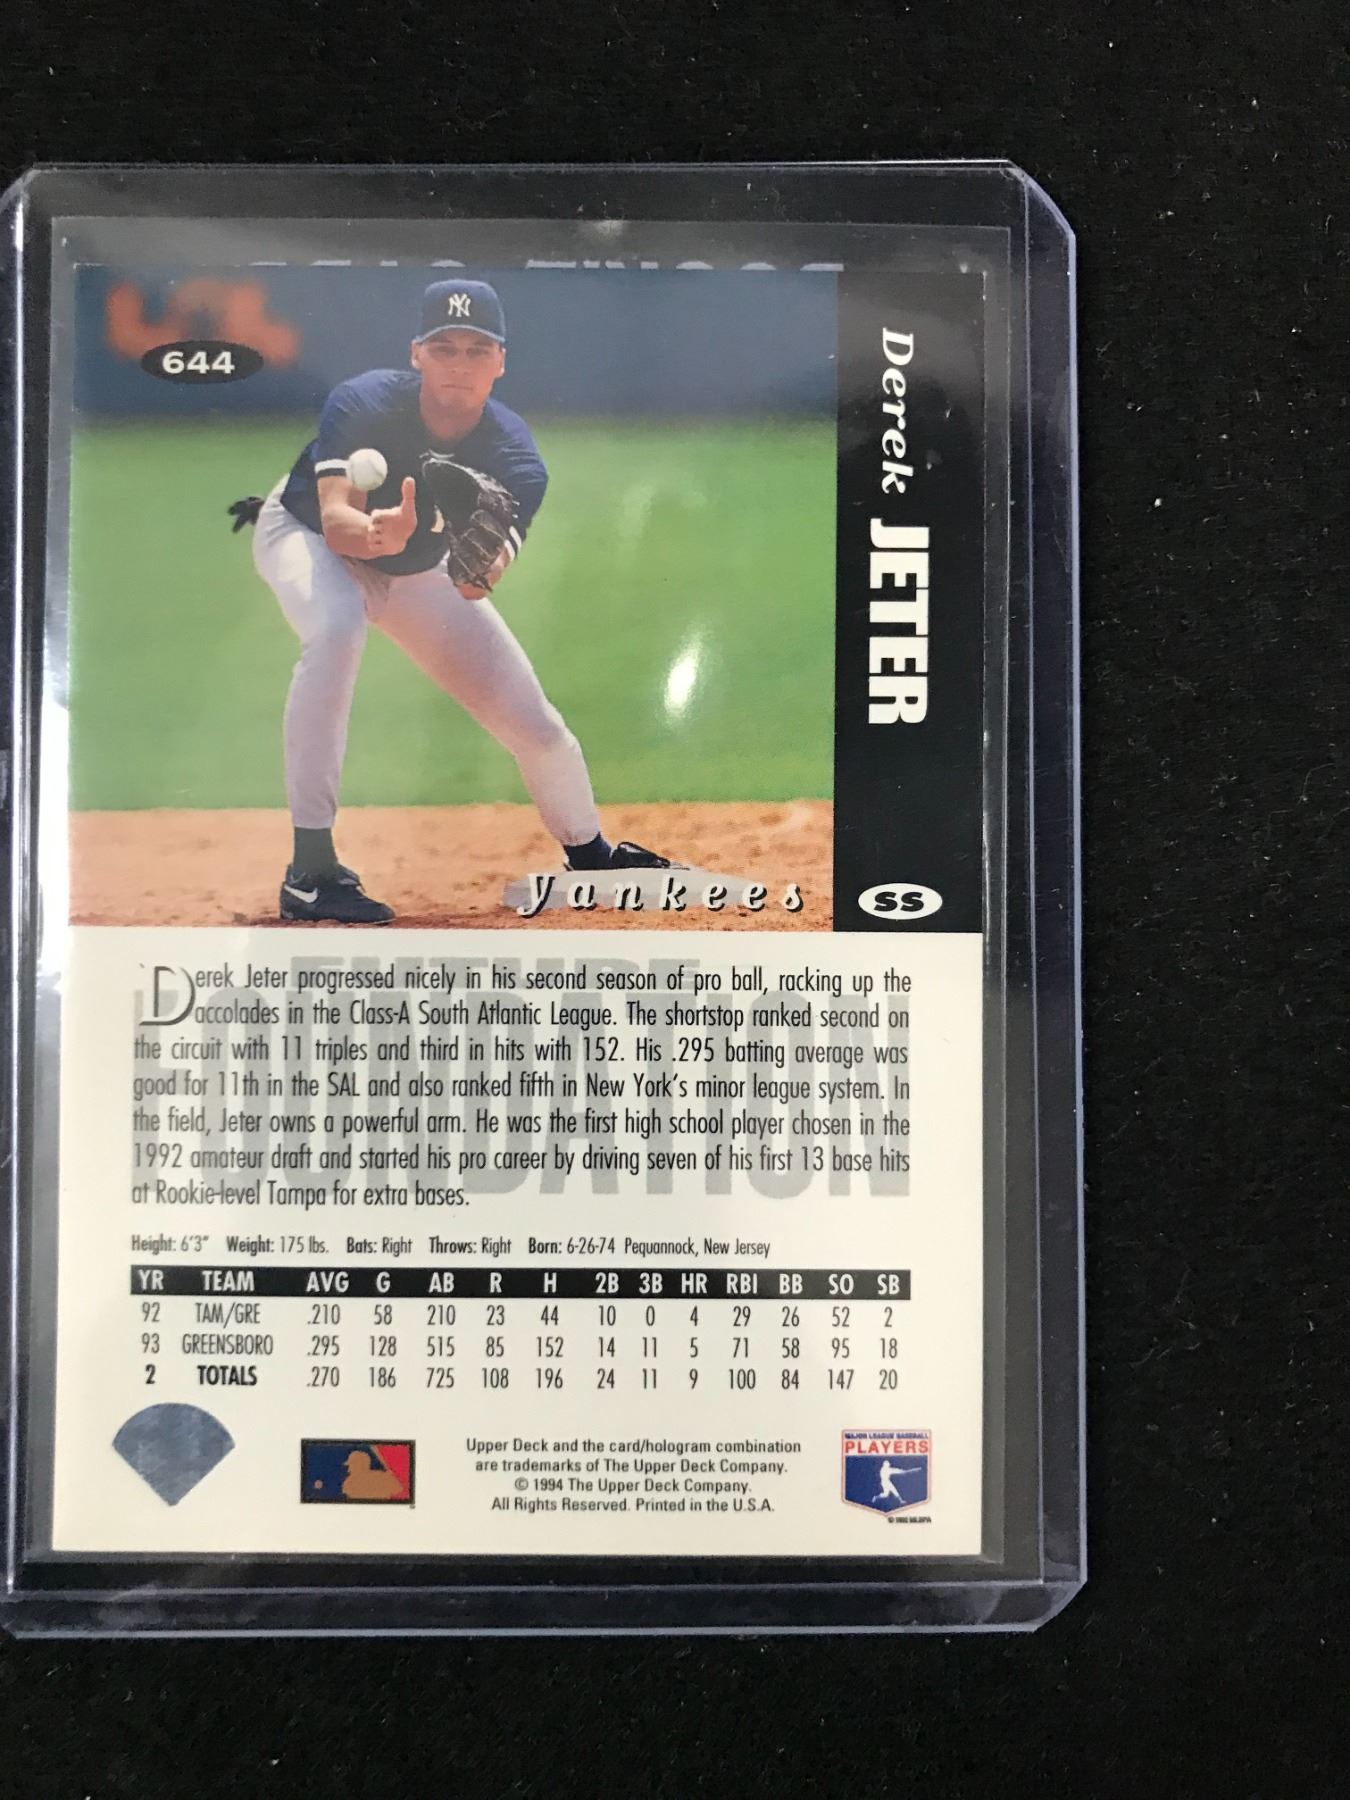 644
NY
Derek JETER
SS
Yankees
FUTURE
FOUNDATION
Derek Jeter progressed nicely in his second season of pro ball, racking up the
accolades in the Class-A South Atlantic League. The shortstop ranked second on
the circuit with 11 triples and third in hits with 152. His .295 batting average was
good for 11th in the SAL and also ranked fifth in New York's minor league system. In
the field, Jeter owns a powerful arm. He was the first high school player chosen in the
1992 amateur draft and started his pro career by driving seven of his first 13 base hits
at Rookie-level Tampa for extra bases.
Height: 6'3" Weight: 175 lbs. Bats: Right Throws: Right Born: 6-26-74 Pequannock, New Jersey
YR TEAM AVG G AB R H 2B 3B HR RBI BB SO SB
92 TAM/GRE .210 58 210 23 44 10 0 4 29 26 52 2
93 GREENSBORO .295 128 515 85 152 14 11 5 71 58 95 18
2 TOTALS .270 186 725 108 196 24 11 9 100 84 147 20
Upper Deck and the card/hologram combination
are trademarks of The Upper Deck Company.
© 1994 The Upper Deck Company.
All Rights Reserved. Printed in the U.S.A.
MAJOR LEAGUE BASEBALL
PLAYERS